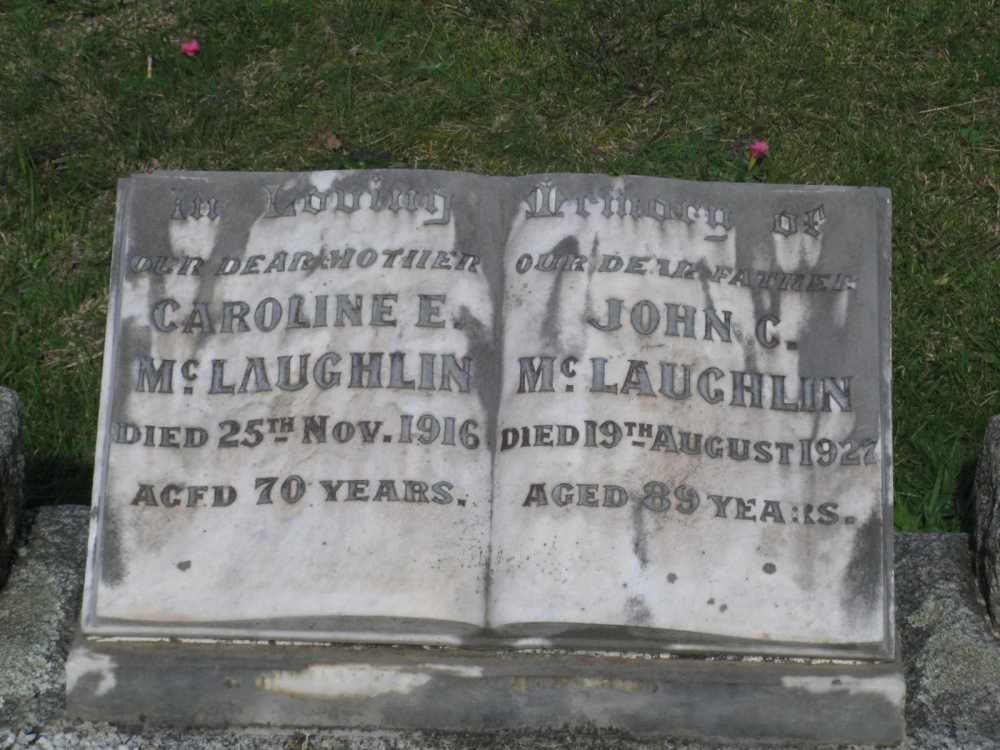 In Loving Memory of
OUR DEAR MOTHER
CAROLINE E.
McLAUGHLIN
DIED 25TH NOV. 1916
AGED 70 YEARS.
OUR DEAR FATHER
JOHN C.
McLAUGHLIN
DIED 19TH AUGUST 1927
AGED 89 YEARS.